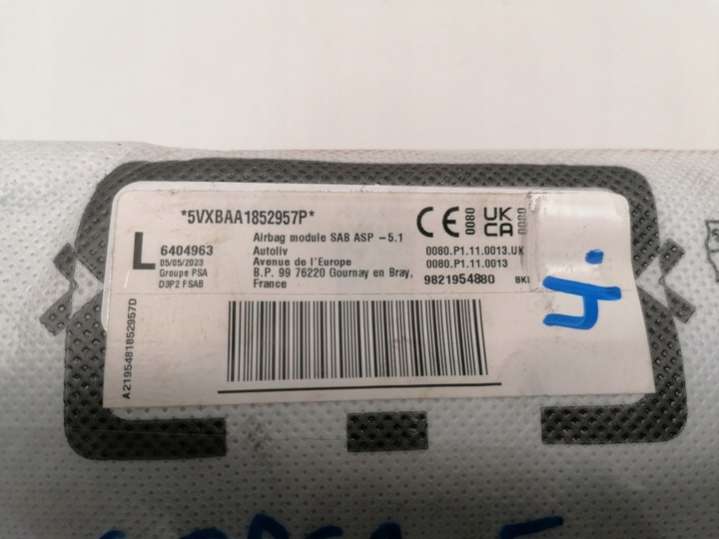 *5VXBAA1852957P*
L
6404963
05/05/2023
Groupe PSA
D3P2 FSAB
Airbag module SAB ASP -5.1
Autoliv
Avenue de l'Europe
B.P. 99 76220 Gournay en Bray,
France
CE 0080 UK CA 0080
0080.P1.11.0013.UK
0080.P1.11.0013
9821954880
BKI
4.
A2195481852957D